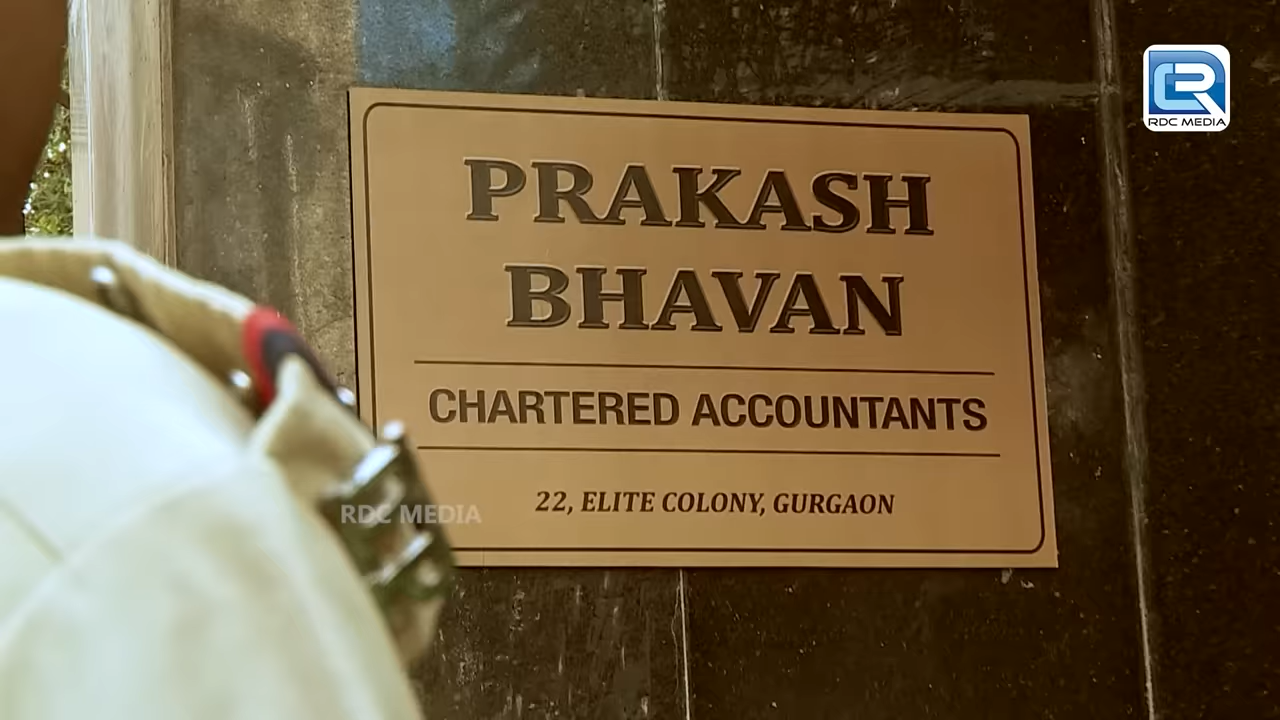 RDC MEDIA
PRAKASH
BHAVAN
CHARTERED ACCOUNTANTS
22, ELITE COLONY, GURGAON
RDC MEDIA